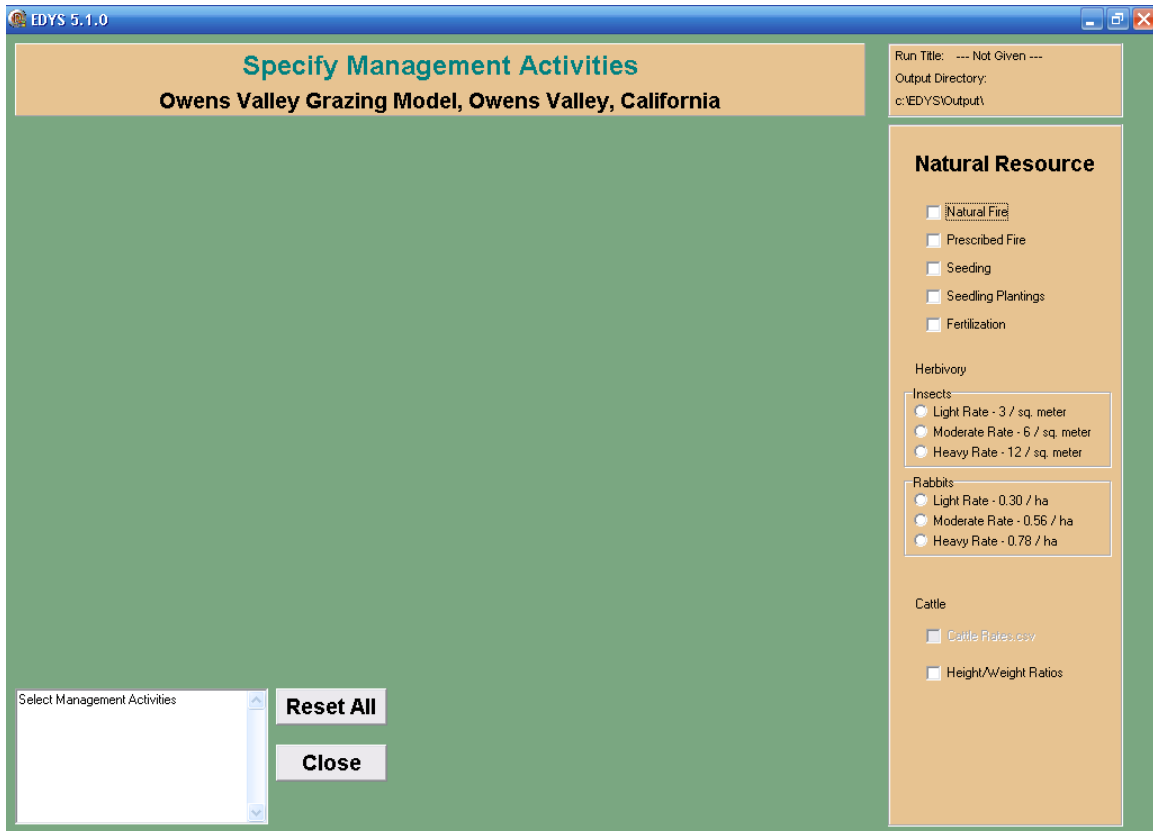 EDYS 5.1.0
Specify Management Activities
Owens Valley Grazing Model, Owens Valley, California
Run Title: --- Not Given ---
Output Directory:
c:\EDYS\Output\
Natural Resource
Natural Fire
Prescribed Fire
Seeding
Seedling Plantings
Fertilization
Herbivory
Insects
Light Rate - 3 / sq. meter
Moderate Rate - 6 / sq. meter
Heavy Rate - 12 / sq. meter
Rabbits
Light Rate - 0.30 / ha
Moderate Rate - 0.56 / ha
Heavy Rate - 0.78 / ha
Cattle
Cattle Rates.csv
Height/Weight Ratios
Select Management Activities
Reset All
Close